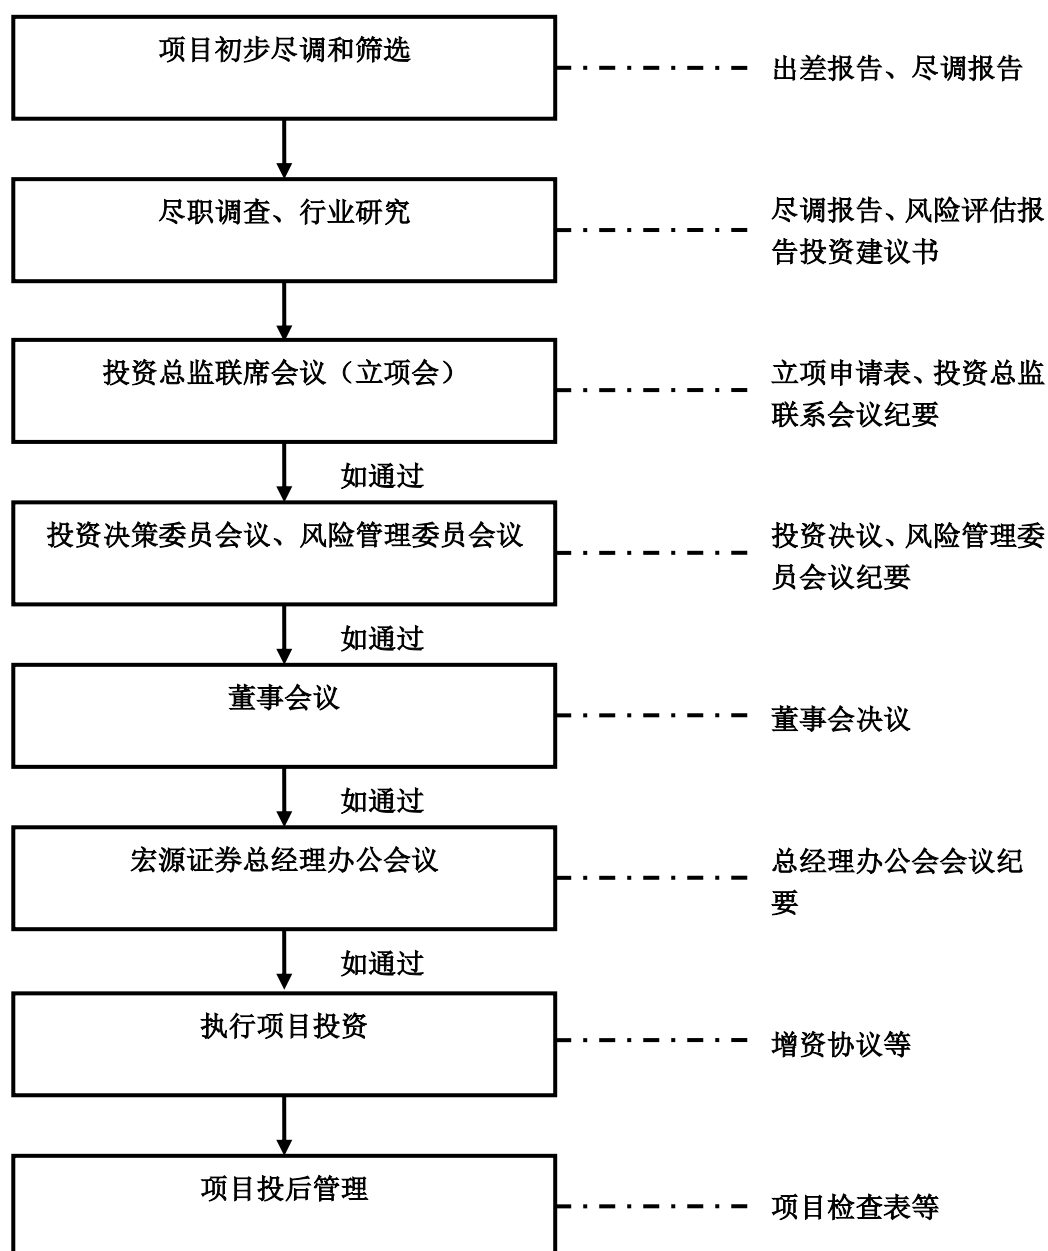 项目初步尽调和筛选
出差报告、尽调报告
尽职调查、行业研究
尽调报告、风险评估报
告投资建议书
投资总监联席会议（立项会）
立项申请表、投资总监
联系会议纪要
如通过
投资决策委员会议、风险管理委员会议
投资决议、风险管理委
员会议纪要
如通过
董事会议
董事会决议
如通过
宏源证券总经理办公会议
总经理办公会会议纪
要
如通过
执行项目投资
增资协议等
项目投后管理
项目检查表等